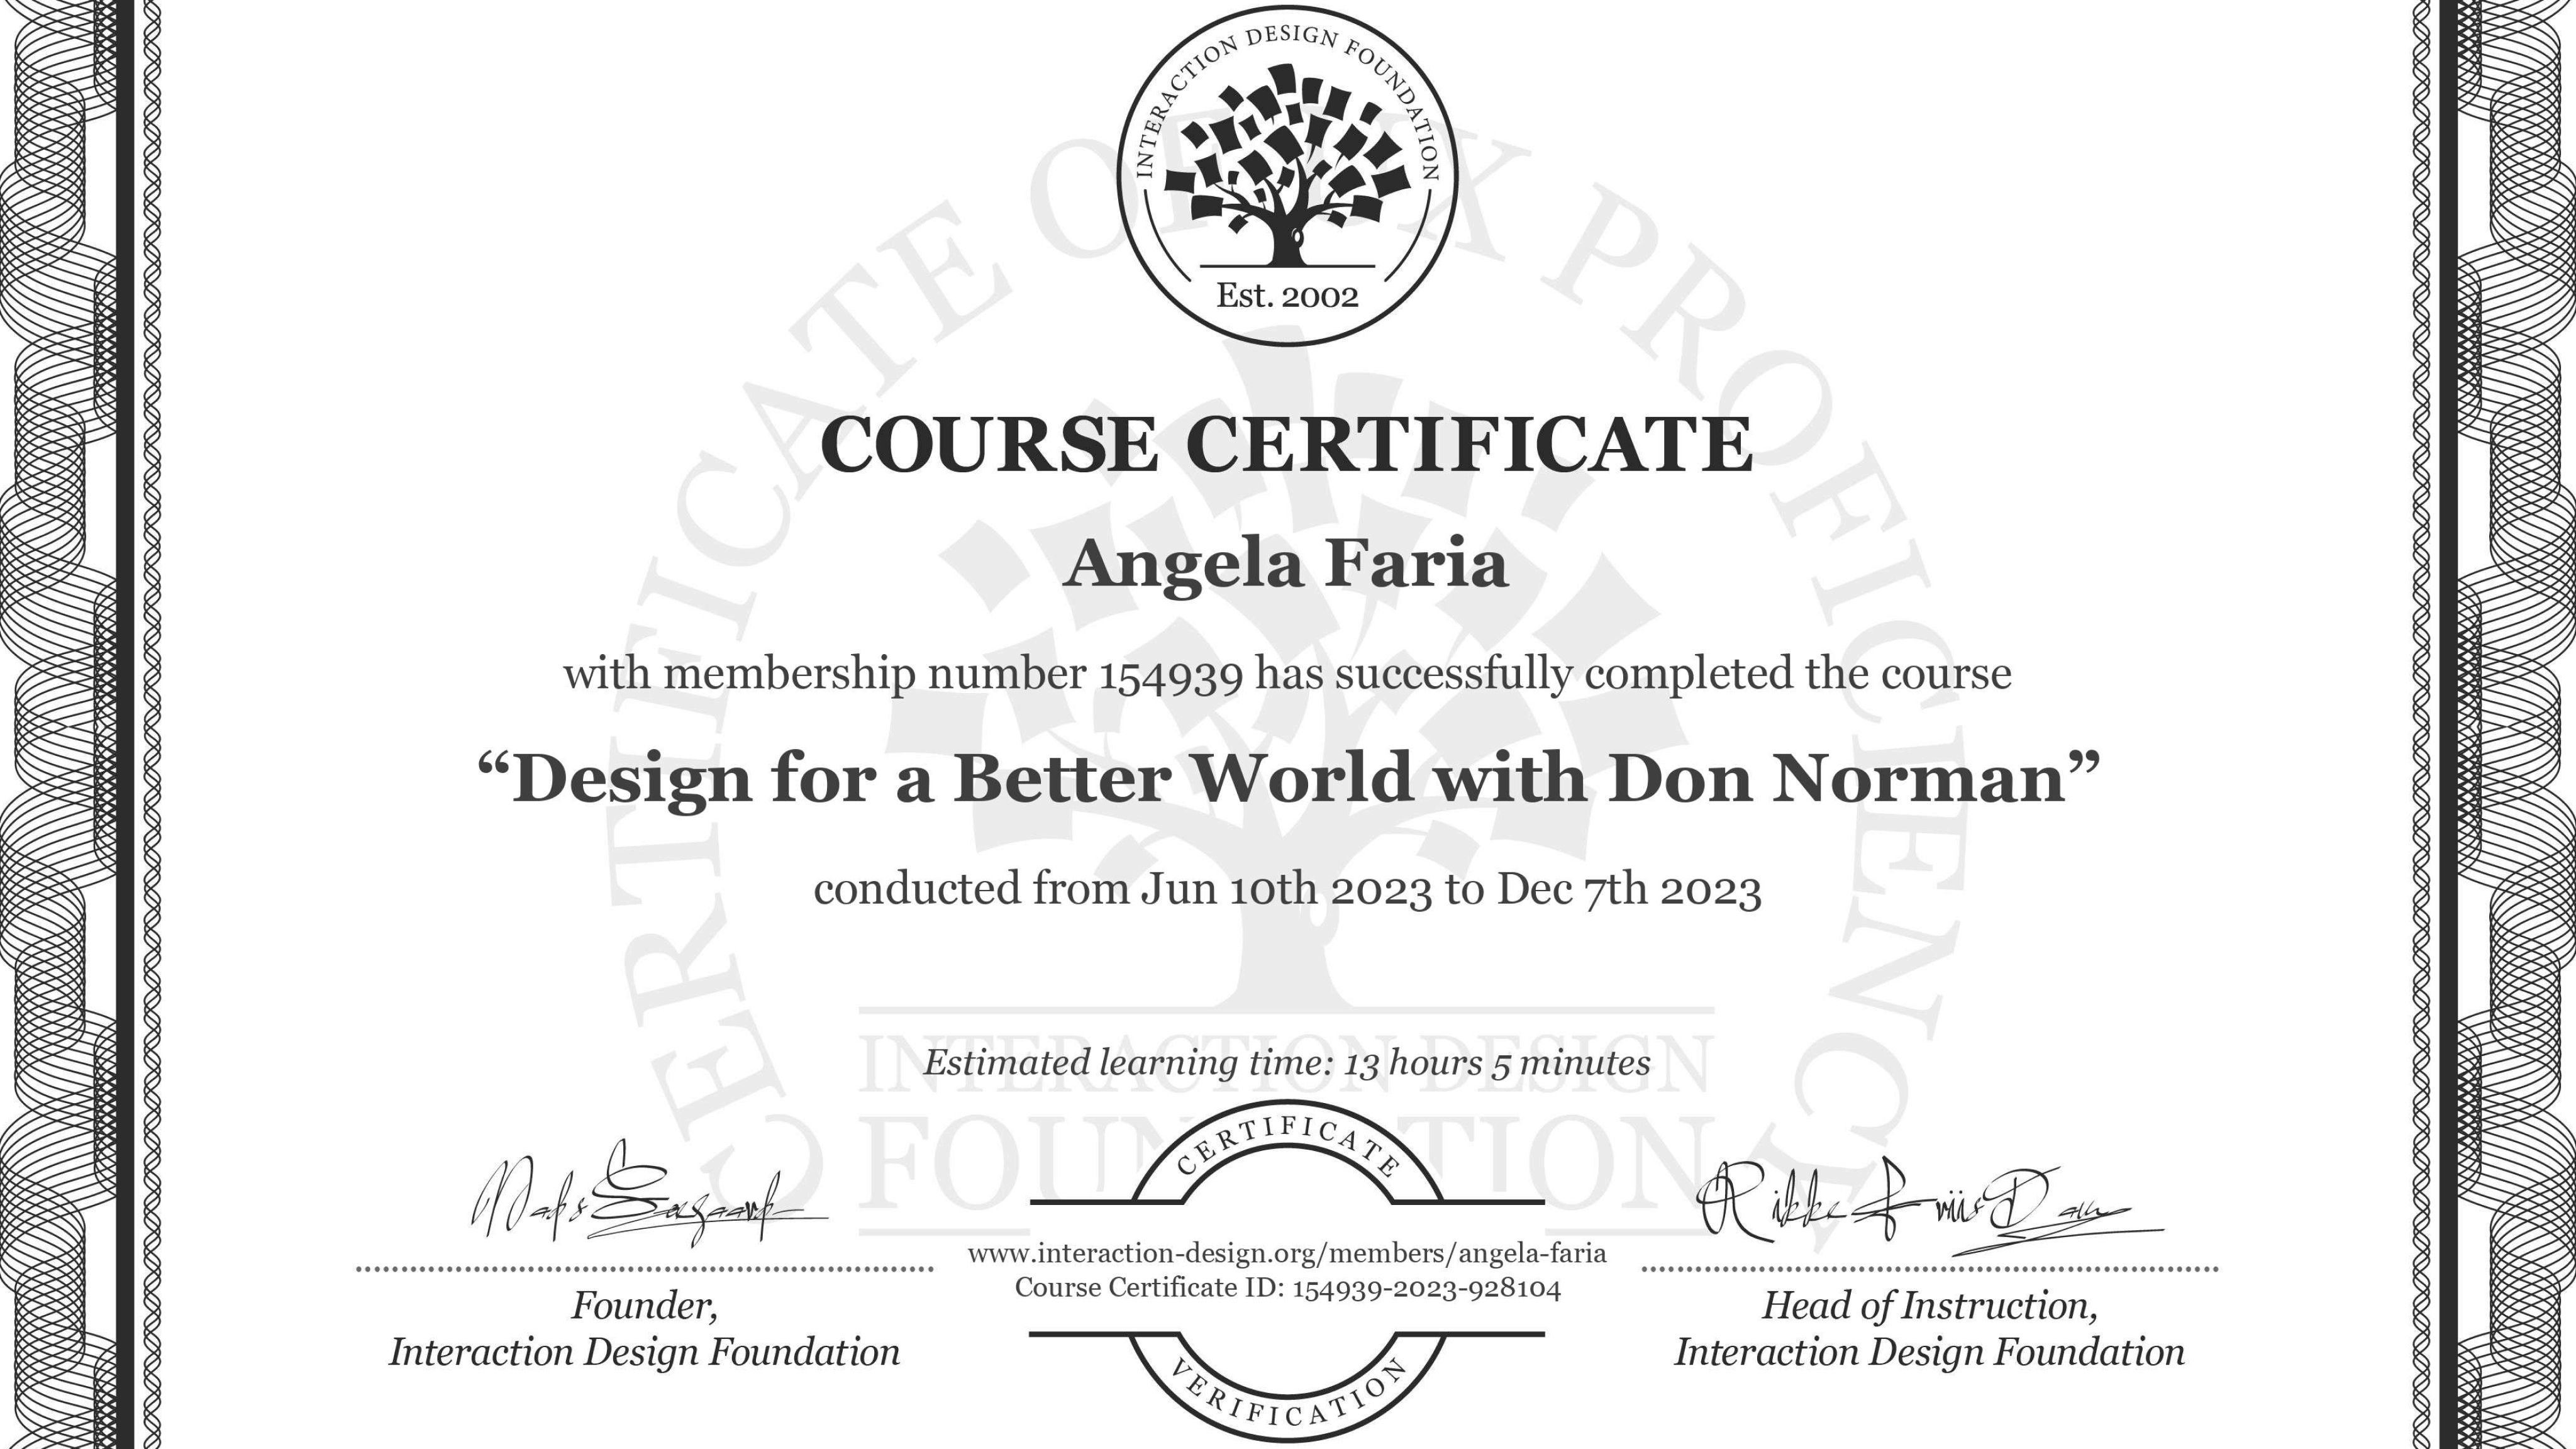 INTERACTION DESIGN FOUNDATION
Est. 2002
CERTIFICATE OF UX PROFICIENCY
COURSE CERTIFICATE
Angela Faria
with membership number 154939 has successfully completed the course
“Design for a Better World with Don Norman”
conducted from Jun 10th 2023 to Dec 7th 2023
INTERACTION DESIGN
FOUNDATION
Estimated learning time: 13 hours 5 minutes
CERTIFICATE
www.interaction-design.org/members/angela-faria
Course Certificate ID: 154939-2023-928104
VERIFICATION
Founder,
Interaction Design Foundation
Rikke Friis Dam
Head of Instruction,
Interaction Design Foundation